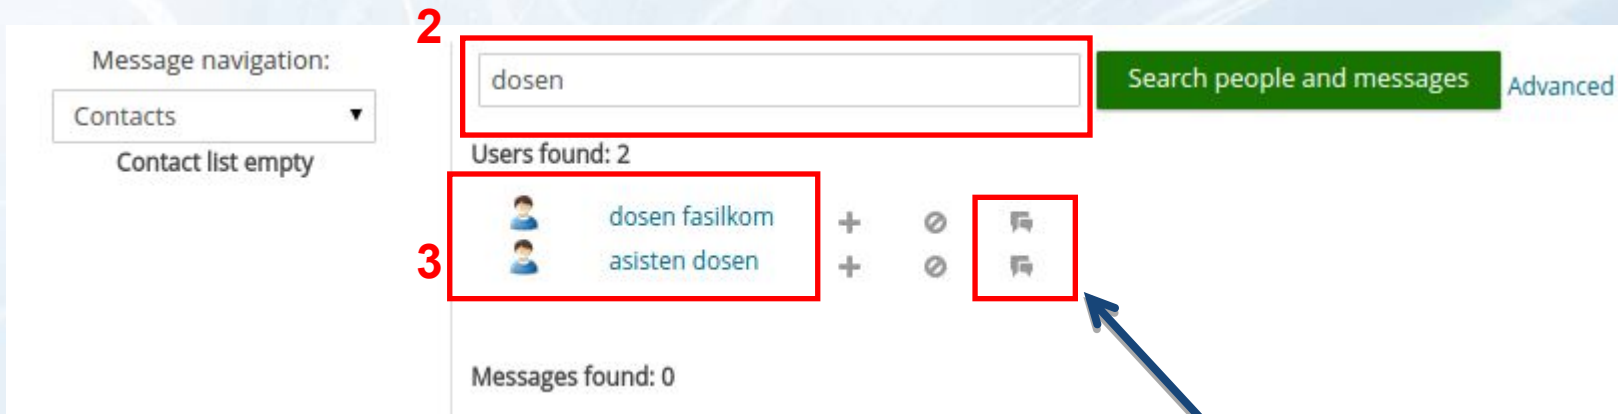 2
Message navigation:
dosen
Search people and messages
Advanced
Contacts
Contact list empty
Users found: 2
dosen fasilkom
3
asisten dosen
Messages found: 0